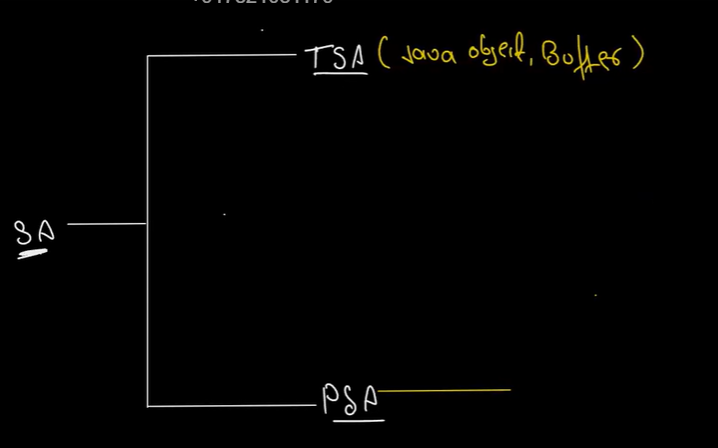 TSA (Java object, Buffer)
SA
PSA